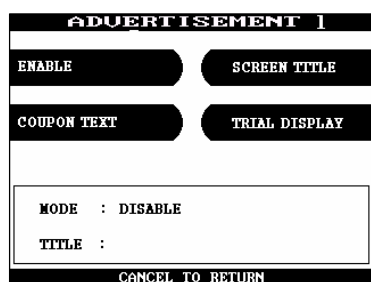 ADVERTISEMENT 1
ENABLE
SCREEN TITLE
COUPON TEXT
TRIAL DISPLAY
MODE : DISABLE
TITLE :
CANCEL TO RETURN